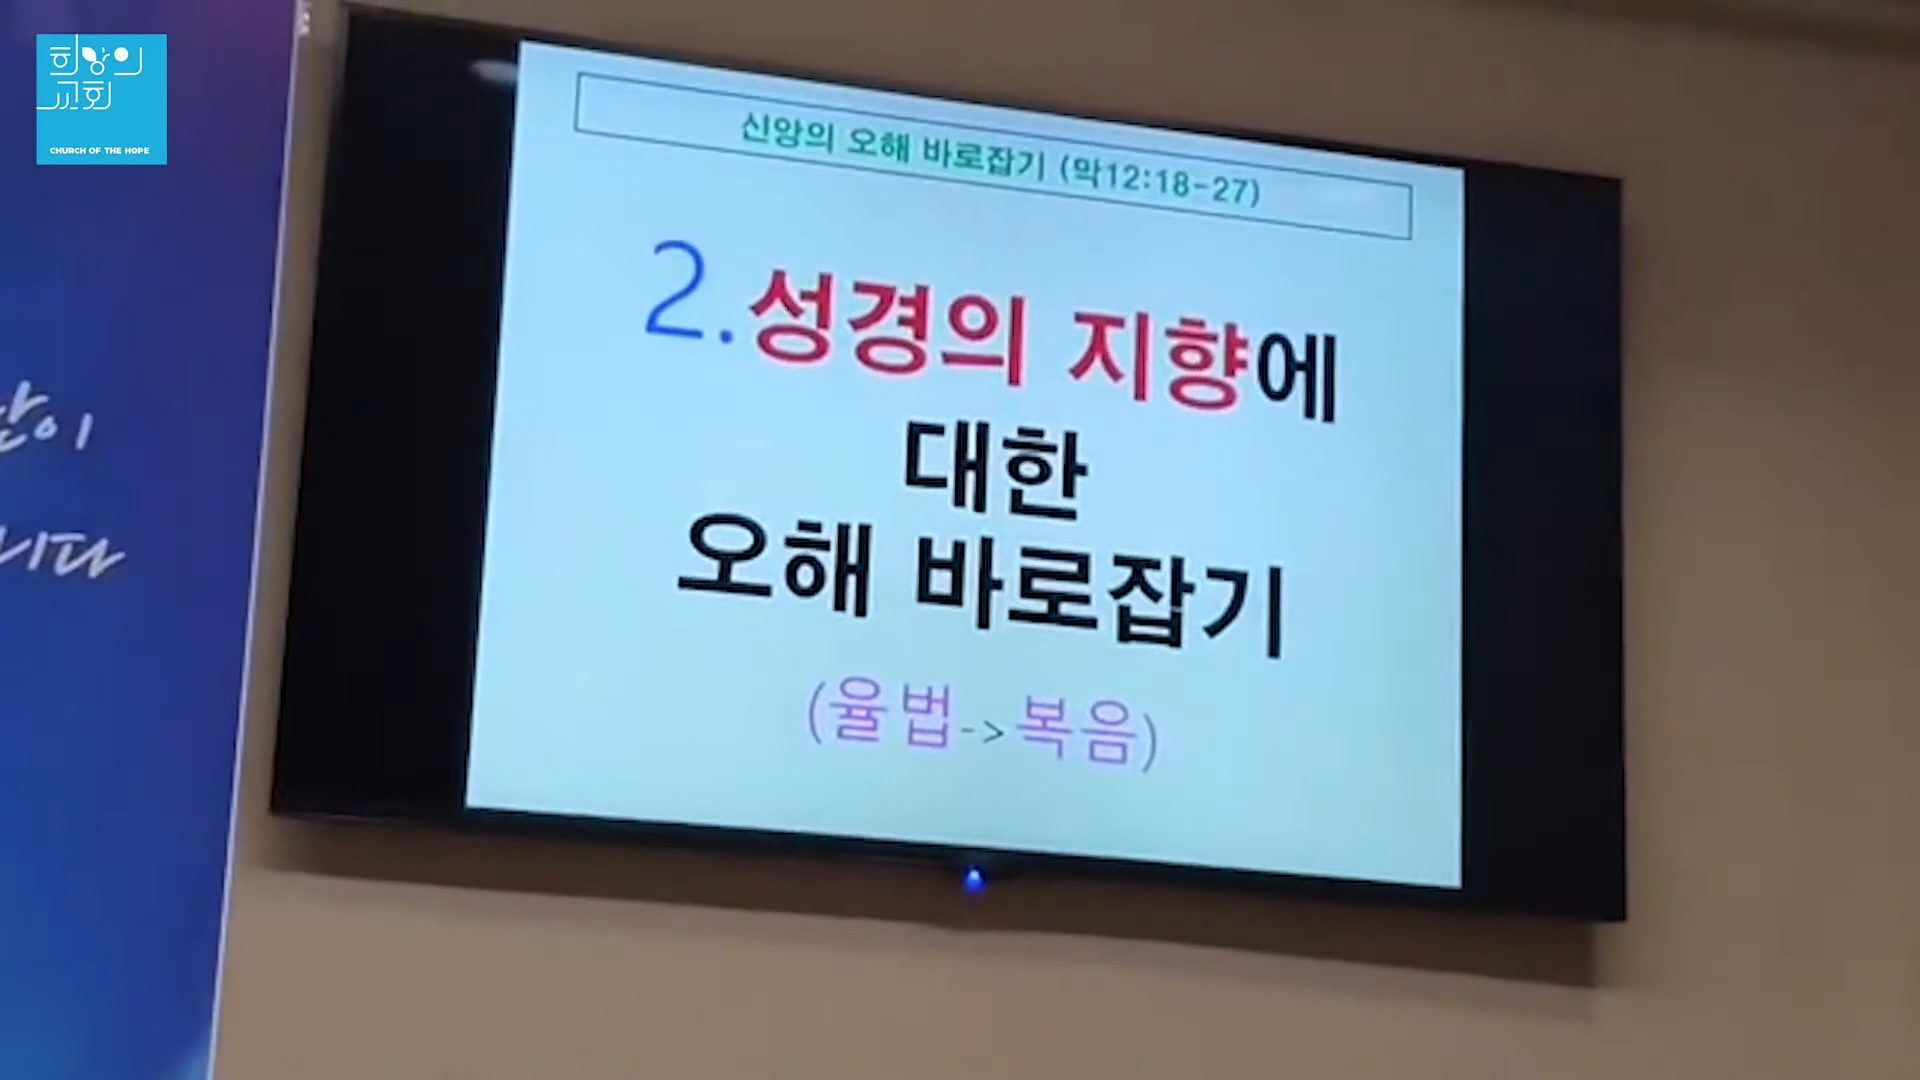 희망의
교회
CHURCH OF THE HOPE
신앙의 오해 바로잡기 (막12:18-27)
2.성경의 지향에
대한
오해 바로잡기
(율법->복음)